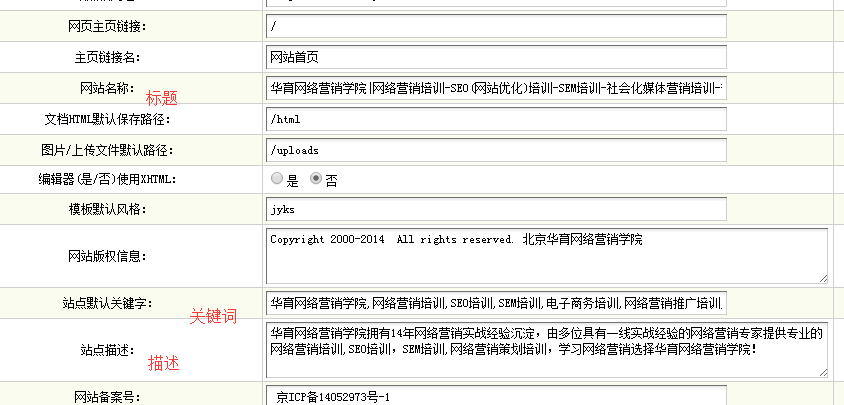 网页主页链接：
/
主页链接名：
网站首页
网站名称：
标题
华育网络营销学院|网络营销培训-SEO(网站优化)培训-SEM培训-社会化媒体营销培训-
文档HTML默认保存路径：
/html
图片/上传文件默认路径：
/uploads
编辑器(是/否)使用XHTML：
是 否
模板默认风格：
jyks
网站版权信息：
Copyright 2000-2014  All rights reserved. 北京华育网络营销学院
站点默认关键字：
关键词
华育网络营销学院,网络营销培训,SEO培训,SEM培训,电子商务培训,网络营销推广培训
站点描述：
描述
华育网络营销学院拥有14年网络营销实战经验沉淀，由多位具有一线实战经验的网络营销专家提供专业的
网络营销培训,SEO培训，SEM培训,网络营销策划培训，学习网络营销选择华育网络营销学院！
网站备案号：
京ICP备14052973号-1